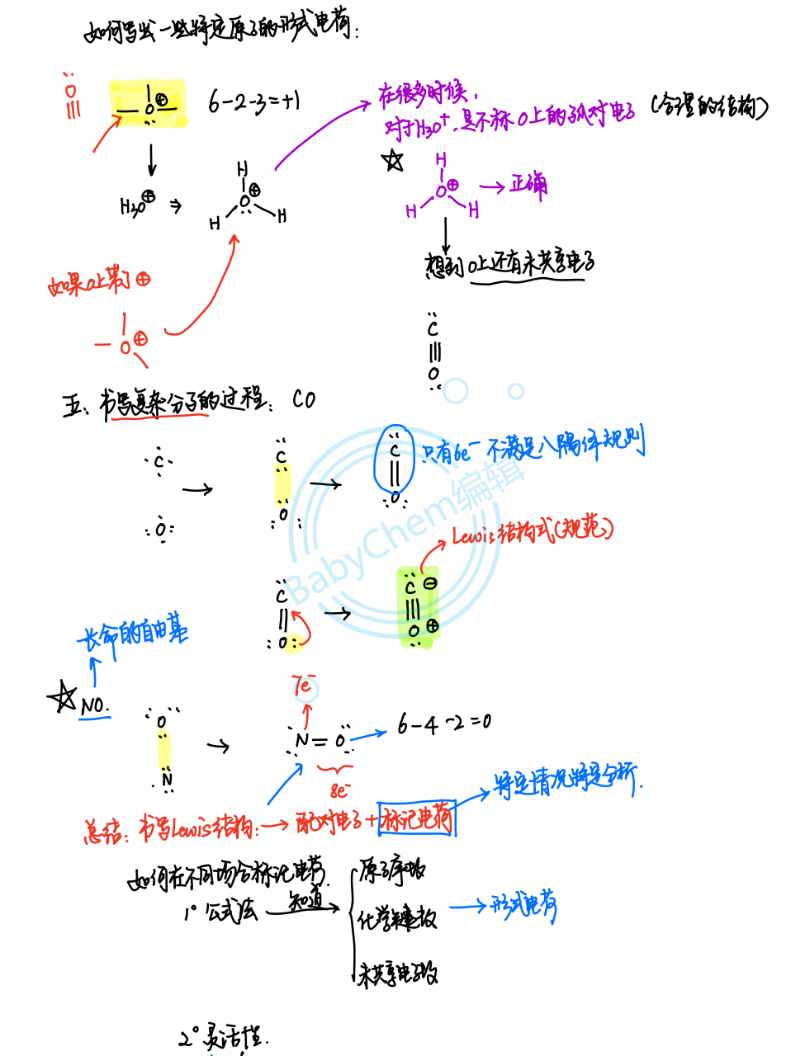 如何写出一些特定原子的形式电荷:
O
O ⊕
6-2-3=+1
在很多时候,
对于H₃O⁺,是不标O上的孤对电子 (合理的结构)
H₃O⊕ ⇒
H
O ⊕
H H
H
O ⊕ → 正确
H H
想到O上还有未共享电子
如果O上带了⊕
O ⊕
C
O
五、书写复杂分子的过程: CO
C
O
C
O
C
O
只有6e⁻ 不满足八隅体规则
BabyChem编辑
Lewis结构式(规范)
C
O
C ⊖
O ⊕
长命的自由基
NO.
O
N
7e⁻
N=O
8e⁻
6-4-2=0
特定情况特定分析.
总结: 书写Lewis结构: → 配对电子+标记电荷
如何在不同场合标记电荷
1° 公式法 知道
原子序数
化学键数
未共享电子数
形式电荷
2° 灵活性.